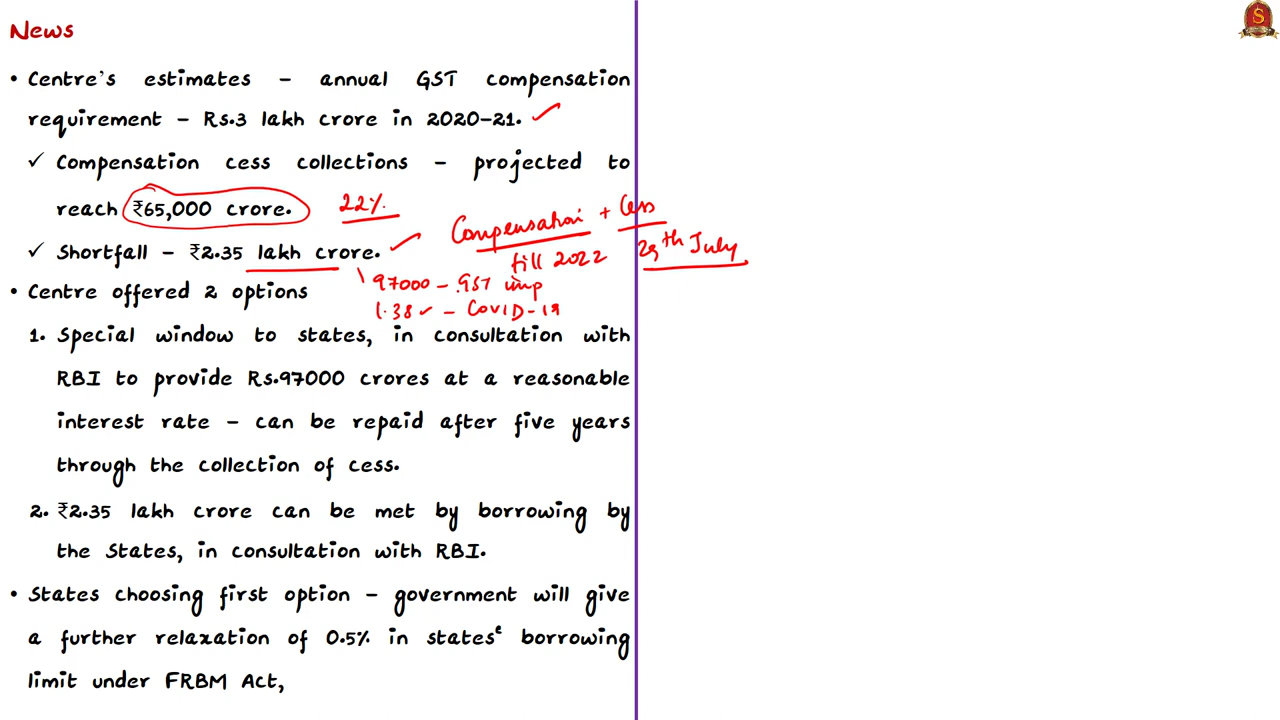 News
• Centre's estimates – annual GST compensation
requirement – Rs.3 lakh crore in 2020-21.
✓ Compensation cess collections – projected to
reach ₹65,000 crore. 22%.
Compensation + Cess
✓ Shortfall – ₹2.35 lakh crore.
till 2022 29th July
97000 – GST imp
• Centre offered 2 options
1.38 – COVID-19
1. Special window to states, in consultation with
RBI to provide Rs.97000 crores at a reasonable
interest rate – can be repaid after five years
through the collection of cess.
2. ₹2.35 lakh crore can be met by borrowing by
the States, in consultation with RBI.
• States choosing first option – government will give
a further relaxation of 0.5% in states‘ borrowing
limit under FRBM Act,